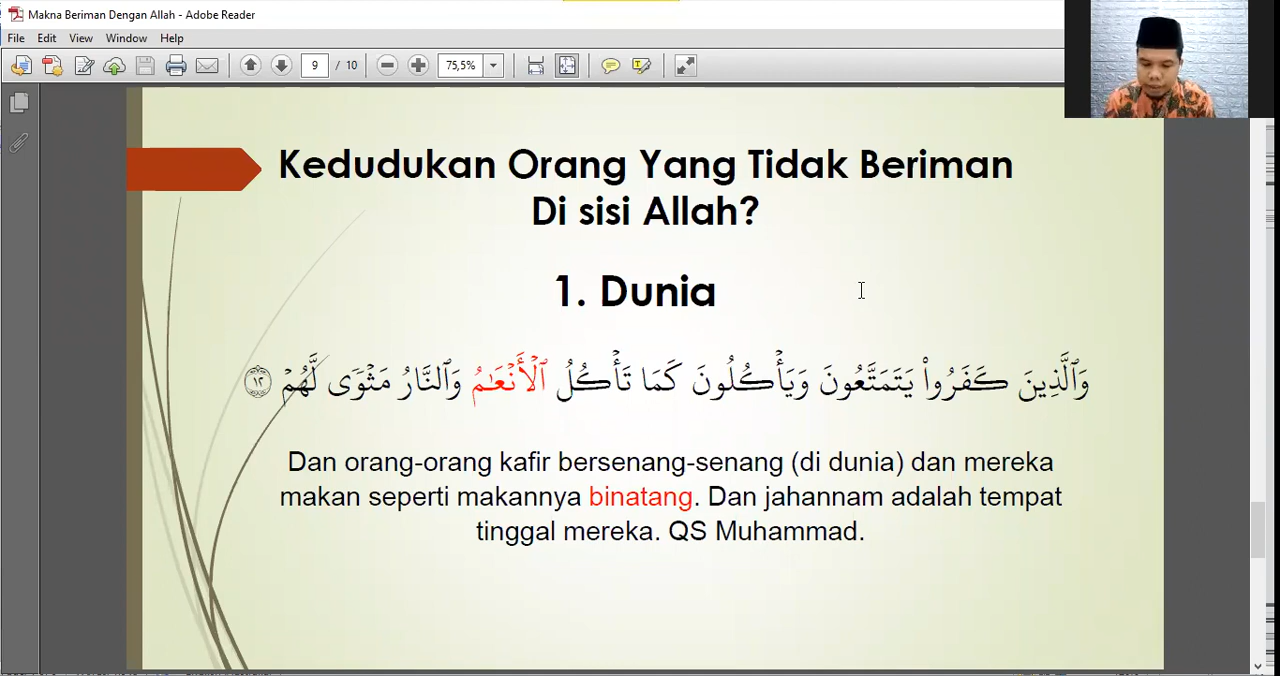 Makna Beriman Dengan Allah - Adobe Reader
File Edit View Window Help
9 / 10 75,5%
Kedudukan Orang Yang Tidak Beriman
Di sisi Allah?
1. Dunia
وَٱلَّذِينَ كَفَرُوا۟ يَتَمَتَّعُونَ وَيَأْكُلُونَ كَمَا تَأْكُلُ ٱلْأَنْعَـٰمُ وَٱلنَّارُ مَثْوًى لَّهُمْ ١٢
Dan orang-orang kafir bersenang-senang (di dunia) dan mereka
makan seperti makannya binatang. Dan jahannam adalah tempat
tinggal mereka. QS Muhammad.